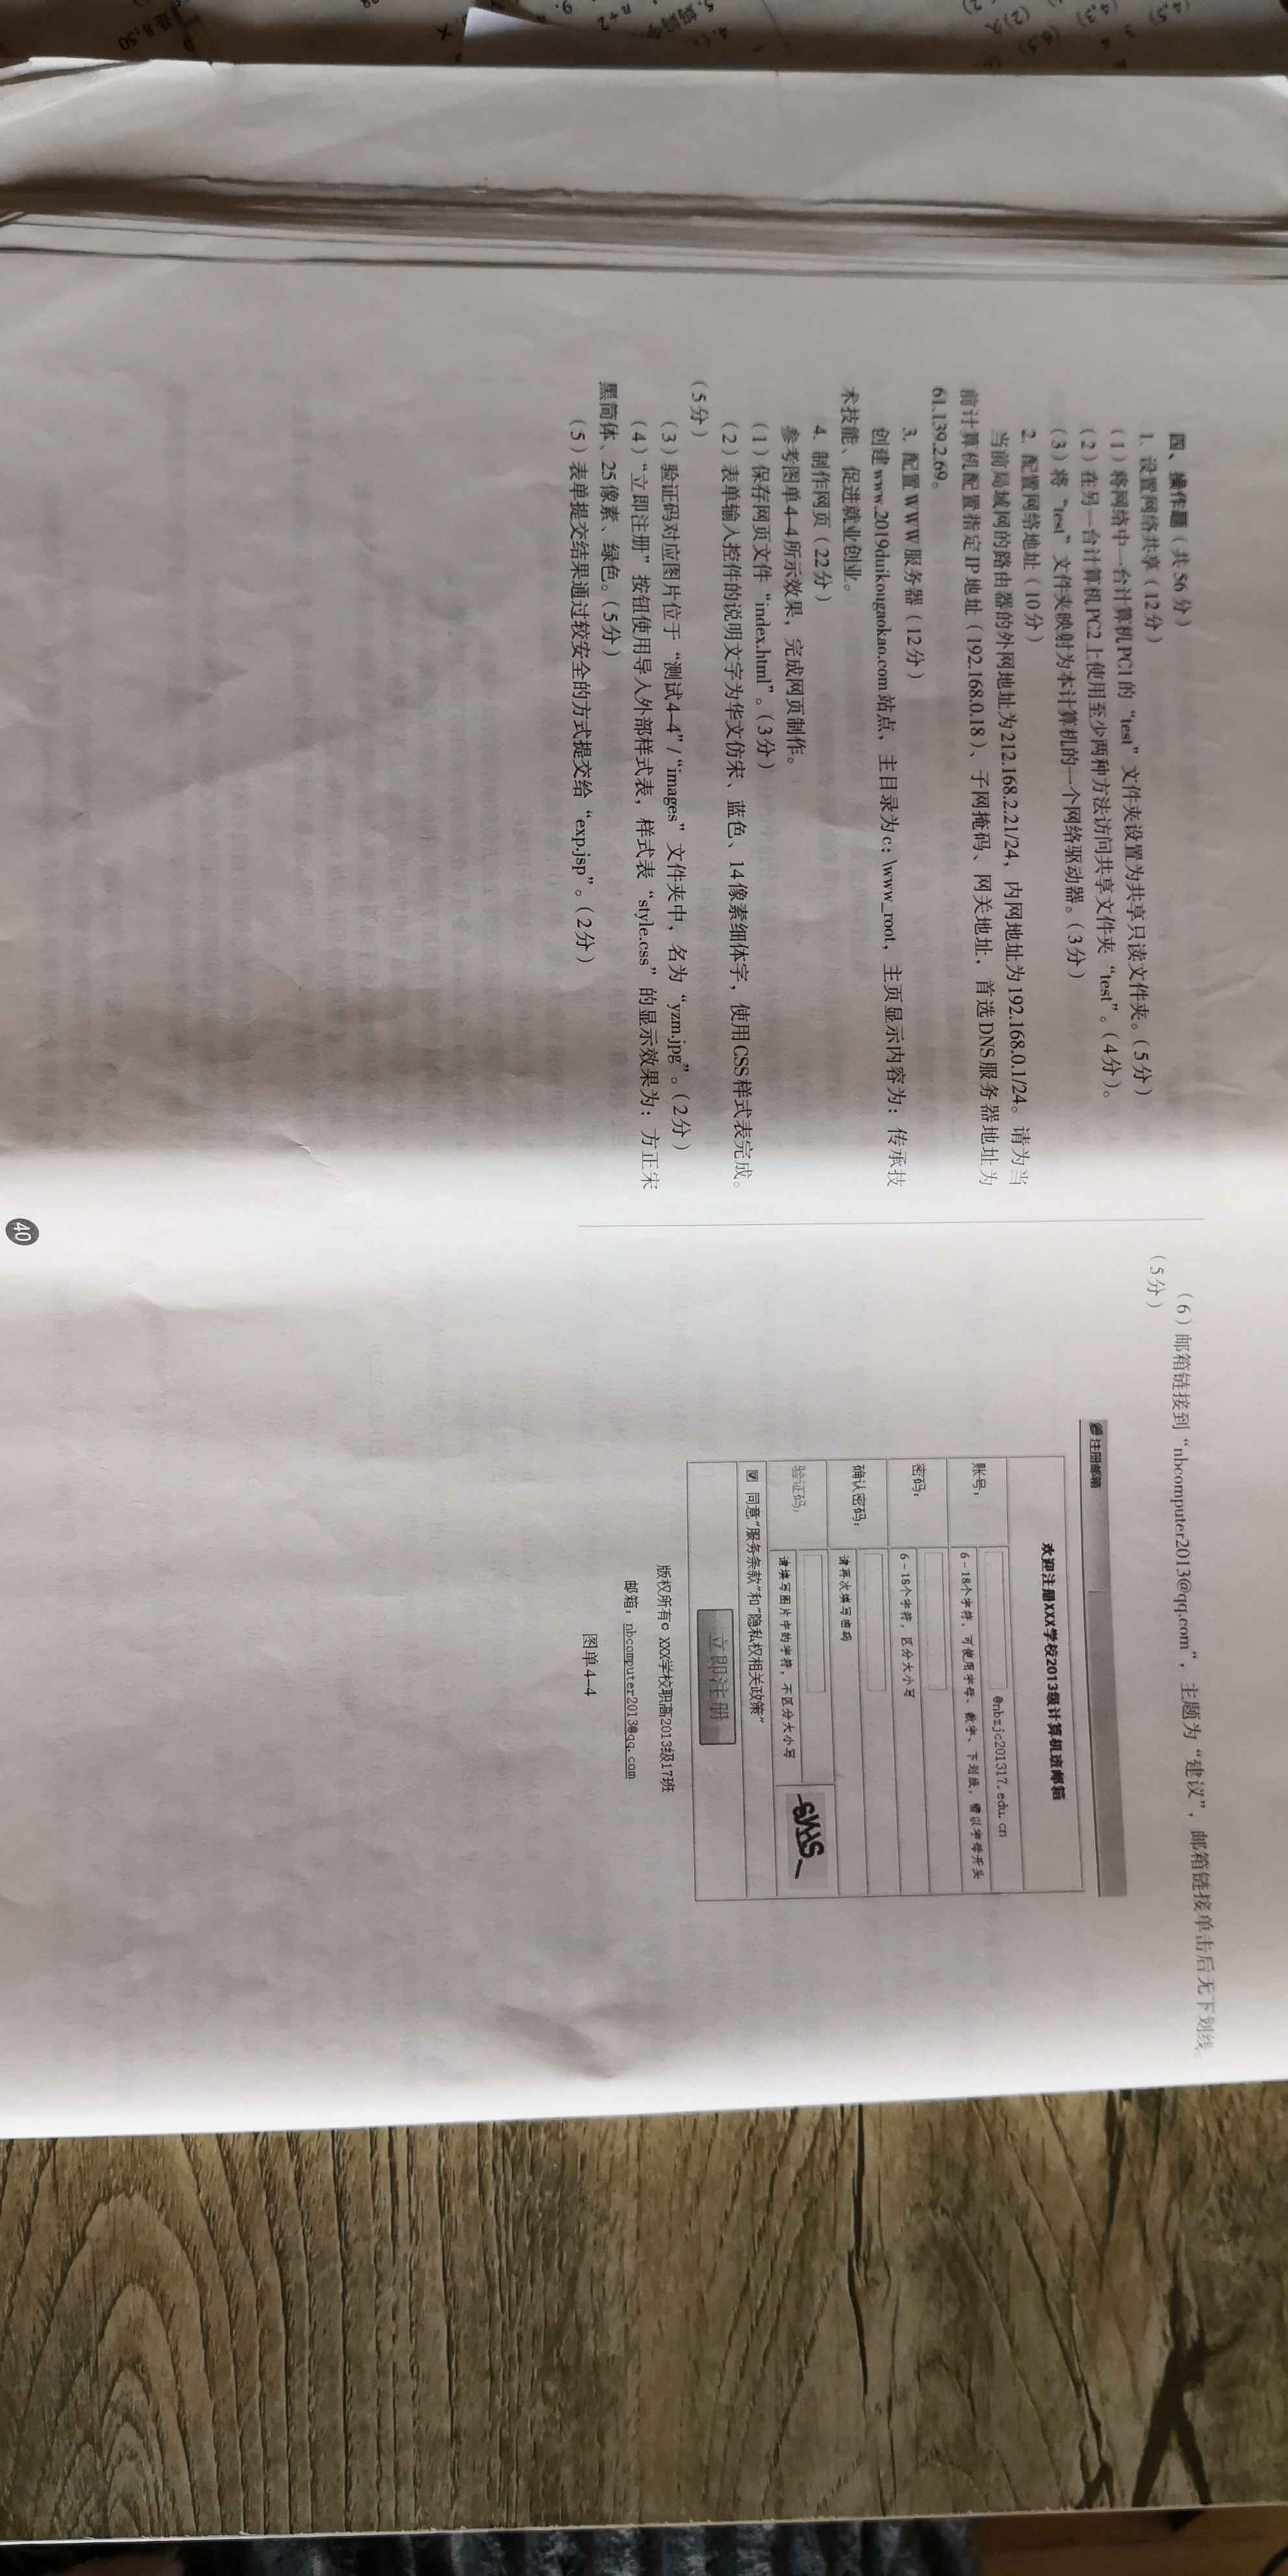 四、操作题（共56分）
1. 设置网络共享（12分）
（1）将网络中一台计算机PC1的“test”文件夹设置为共享只读文件夹。（5分）
（2）在另一台计算机PC2上使用至少两种方法访问共享文件夹“test”。（4分）。
（3）将“test”文件夹映射为本计算机的一个网络驱动器。（3分）
2. 配置网络地址（10分）
当前局域网的路由器的外网地址为212.168.2.21/24，内网地址为192.168.0.1/24。请为当
前计算机配置指定IP地址（192.168.0.18）、子网掩码、网关地址，首选DNS服务器地址为
61.139.2.69。
3. 配置WWW服务器（12分）
创建www.2019duikougaokao.com站点，主目录为c：\www_root，主页显示内容为：传承技
术技能、促进就业创业。
4. 制作网页（22分）
参考图单4-4所示效果，完成网页制作。
（1）保存网页文件“index.html”。（3分）
（2）表单输入控件的说明文字为华文仿宋、蓝色、14像素细体字，使用CSS样式表完成。
（5分）
（3）验证码对应图片位于“测试4-4”/“images”文件夹中，名为“yzm.jpg”。（2分）
（4）“立即注册”按钮使用导入外部样式表，样式表“style.css”的显示效果为：方正宋
黑简体、25像素、绿色。（5分）
（5）表单提交结果通过较安全的方式提交给“exp.jsp”。（2分）
（6）邮箱链接到“nbcomputer2013@qq.com”，主题为“建议”，邮箱链接单击后无下划线。
（5分）
注册邮箱
欢迎注册XXX学校2013级计算机班邮箱
账号：
@nbzjc201317.edu.cn
6-18个字符，可使用字母、数字、下划线，需以字母开头
密码：
6-18个字符，区分大小写
确认密码：
请再次填写密码
验证码：
请填写图片中的字符，不区分大小写
同意"服务条款"和"隐私权相关政策"
立即注册
版权所有© XXX学校职高2013级17班
邮箱：nbcomputer2013@qq.com
图单4-4
40